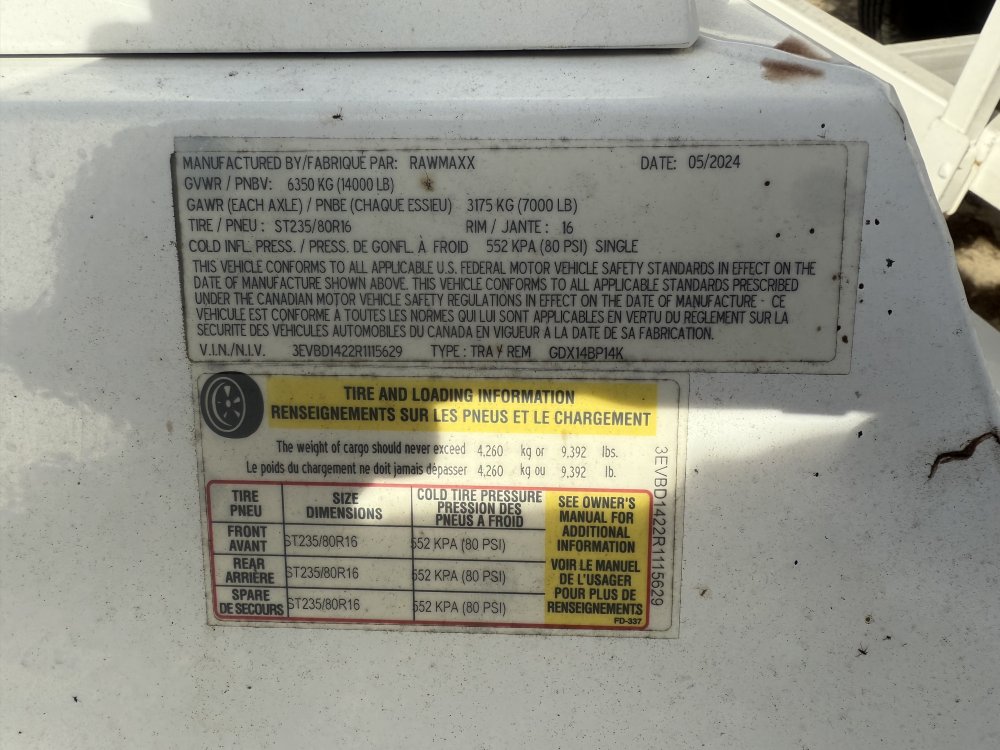 MANUFACTURED BY/FABRIQUÉ PAR: RAWMAXX DATE: 05/2024
GVWR / PNBV: 6350 KG (14000 LB)
GAWR (EACH AXLE) / PNBE (CHAQUE ESSIEU) 3175 KG (7000 LB)
TIRE / PNEU: ST235/80R16 RIM / JANTE: 16
COLD INFL. PRESS. / PRESS. DE GONFL. À FROID 552 KPA (80 PSI) SINGLE
THIS VEHICLE CONFORMS TO ALL APPLICABLE U.S. FEDERAL MOTOR VEHICLE SAFETY STANDARDS IN EFFECT ON THE
DATE OF MANUFACTURE SHOWN ABOVE. THIS VEHICLE CONFORMS TO ALL APPLICABLE STANDARDS PRESCRIBED
UNDER THE CANADIAN MOTOR VEHICLE SAFETY REGULATIONS IN EFFECT ON THE DATE OF MANUFACTURE - CE
VÉHICULE EST CONFORME À TOUTES LES NORMES QUI LUI SONT APPLICABLES EN VERTU DU RÈGLEMENT SUR LA
SÉCURITÉ DES VÉHICULES AUTOMOBILES DU CANADA EN VIGUEUR À LA DATE DE SA FABRICATION.
V.I.N./N.I.V. 3EVBD1422R1115629 TYPE: TRA / REM GDX14BP14K
TIRE AND LOADING INFORMATION
RENSEIGNEMENTS SUR LES PNEUS ET LE CHARGEMENT
The weight of cargo should never exceed 4,260 kg or 9,392 lbs.
Le poids du chargement ne doit jamais dépasser 4,260 kg ou 9,392 lb.
TIRE SIZE COLD TIRE PRESSURE
PNEU DIMENSIONS PRESSION DES
PNEUS A FROID
FRONT
AVANT ST235/80R16 552 KPA (80 PSI)
REAR
ARRIÈRE ST235/80R16 552 KPA (80 PSI)
SPARE
DE SECOURS ST235/80R16 552 KPA (80 PSI)
SEE OWNER'S
MANUAL FOR
ADDITIONAL
INFORMATION
VOIR LE MANUEL
DE L'USAGER
POUR PLUS DE
RENSEIGNEMENTS
FD-337
3EVBD1422R1115629